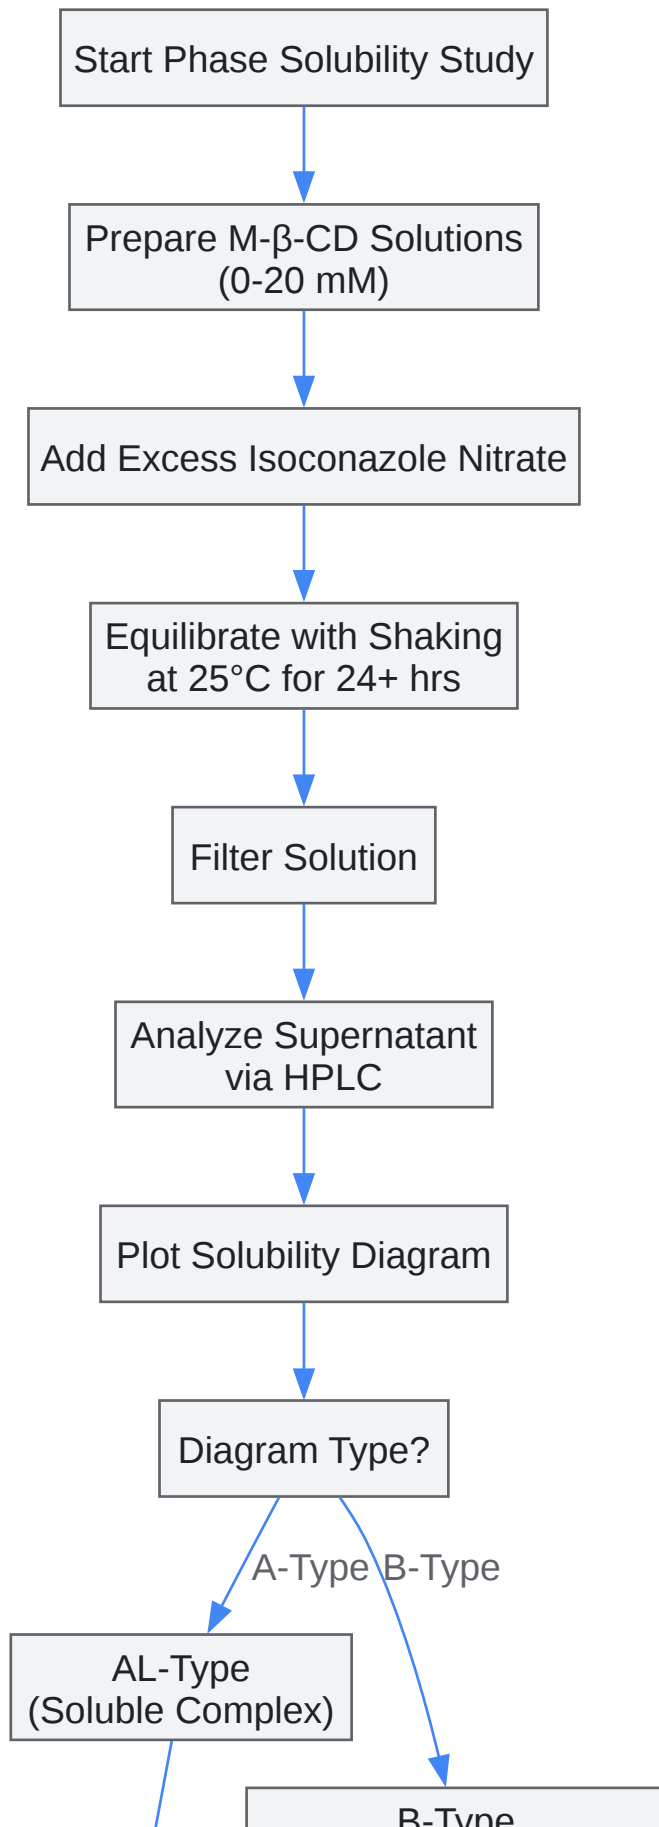 Start Phase Solubility Study
Prepare M-β-CD Solutions
(0-20 mM)
Add Excess Isoconazole Nitrate
Equilibrate with Shaking
at 25°C for 24+ hrs
Filter Solution
Analyze Supernatant
via HPLC
Plot Solubility Diagram
Diagram Type?
A-Type
B-Type
AL-Type
(Soluble Complex)
B-Type